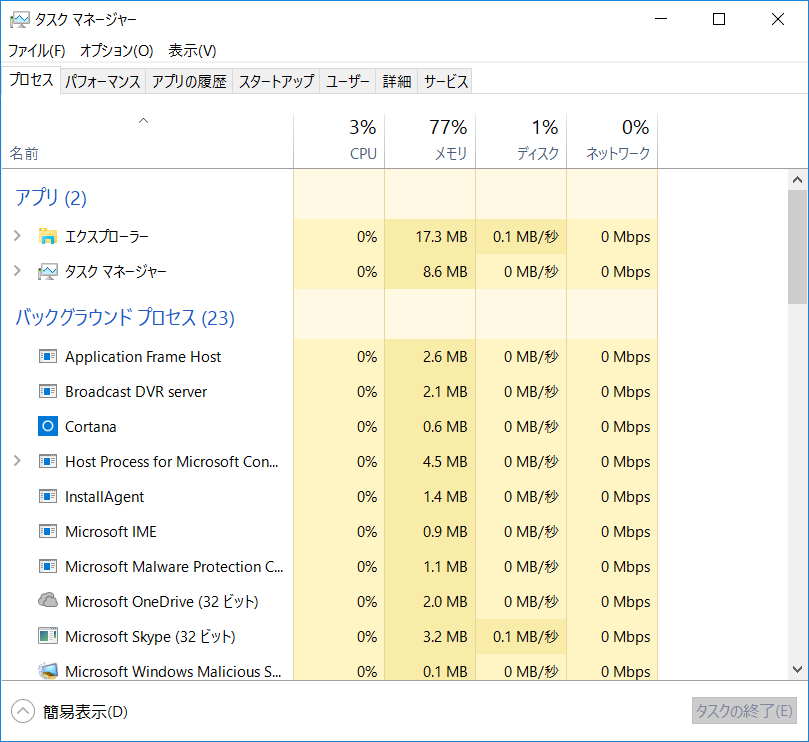 タスク マネージャー
ファイル(F) オプション(O) 表示(V)
プロセス パフォーマンス アプリの履歴 スタートアップ ユーザー 詳細 サービス
3% 77% 1% 0%
名前 CPU メモリ ディスク ネットワーク
アプリ (2)
エクスプローラー 0% 17.3 MB 0.1 MB/秒 0 Mbps
タスク マネージャー 0% 8.6 MB 0 MB/秒 0 Mbps
バックグラウンド プロセス (23)
Application Frame Host 0% 2.6 MB 0 MB/秒 0 Mbps
Broadcast DVR server 0% 2.1 MB 0 MB/秒 0 Mbps
Cortana 0% 0.6 MB 0 MB/秒 0 Mbps
Host Process for Microsoft Con... 0% 4.5 MB 0 MB/秒 0 Mbps
InstallAgent 0% 1.4 MB 0 MB/秒 0 Mbps
Microsoft IME 0% 0.9 MB 0 MB/秒 0 Mbps
Microsoft Malware Protection C... 0% 1.1 MB 0 MB/秒 0 Mbps
Microsoft OneDrive (32 ビット) 0% 2.0 MB 0 MB/秒 0 Mbps
Microsoft Skype (32 ビット) 0% 3.2 MB 0.1 MB/秒 0 Mbps
Microsoft Windows Malicious S... 0% 0.1 MB 0 MB/秒 0 Mbps
簡易表示(D) タスクの終了(E)